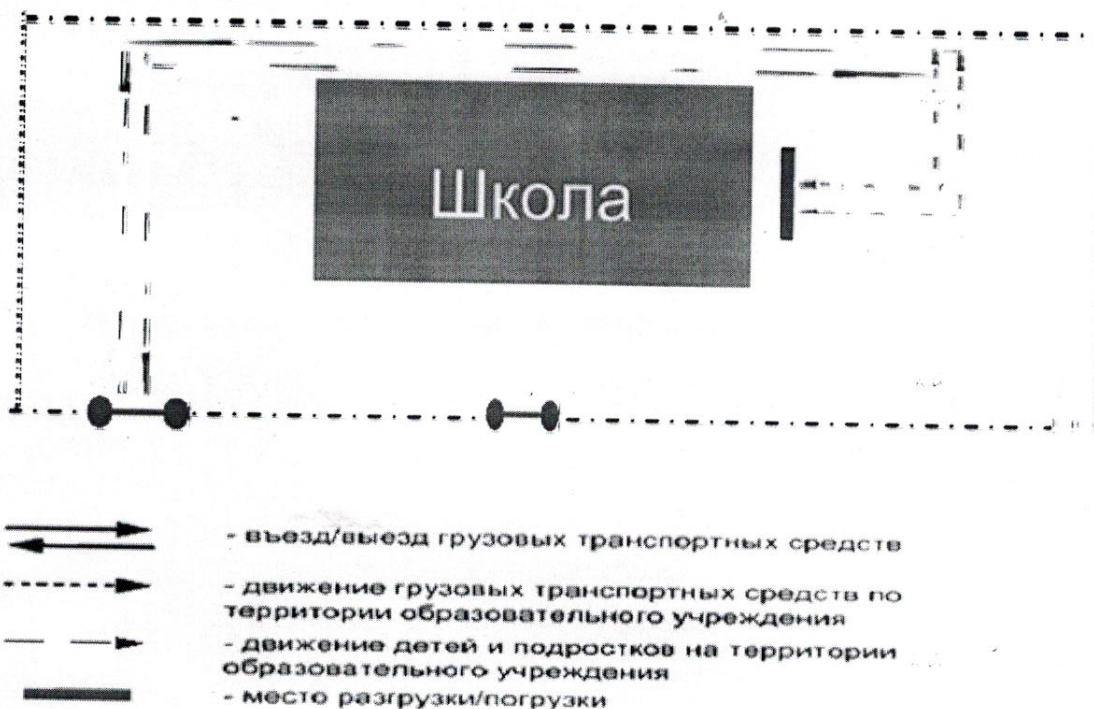 Школа
- въезд/выезд грузовых транспортных средств
- движение грузовых транспортных средств по
территории образовательного учреждения
- движение детей и подростков на территории
образовательного учреждения
- место разгрузки/погрузки